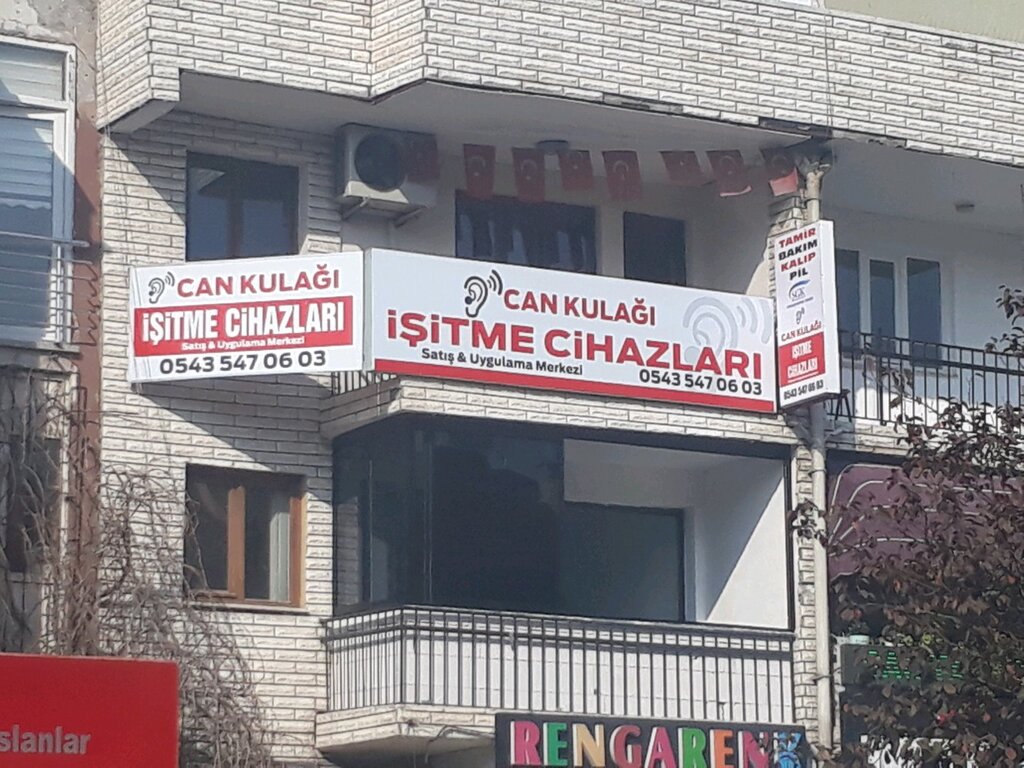 CAN KULAĞI
İŞİTME CİHAZLARI
Satış & Uygulama Merkezi
0543 547 06 03
CAN KULAĞI
İŞİTME CİHAZLARI
Satış & Uygulama Merkezi
0543 547 06 03
TAMİR
BAKIM
KALIP
PİL
SGK
CAN KULAĞI
İŞİTME
CİHAZLARI
0543 547 06 03
slanlar
RENGARENK